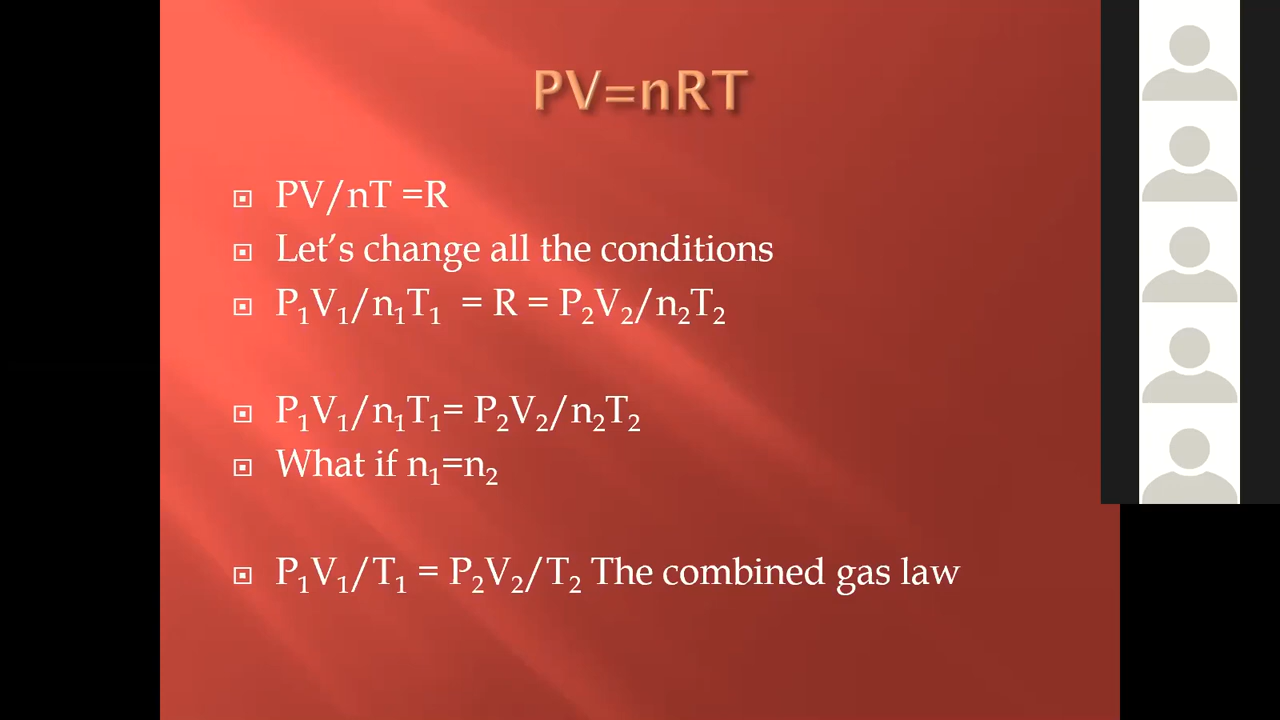 PV=nRT
PV/nT =R
Let’s change all the conditions
P₁V₁/n₁T₁ = R = P₂V₂/n₂T₂
P₁V₁/n₁T₁= P₂V₂/n₂T₂
What if n₁=n₂
P₁V₁/T₁ = P₂V₂/T₂ The combined gas law